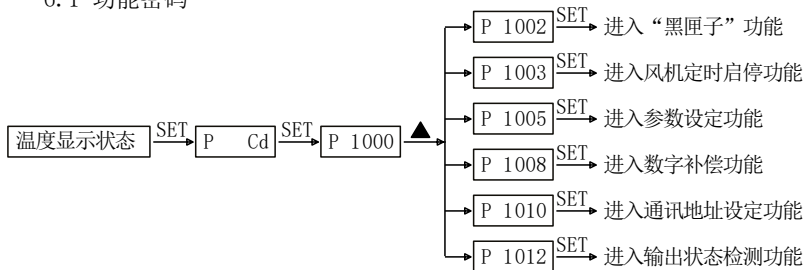 6.1 功能密码
P 1002 SET 进入“黑匣子”功能
P 1003 SET 进入风机定时启停功能
P 1005 SET 进入参数设定功能
温度显示状态 SET P Cd SET P 1000
P 1008 SET 进入数字补偿功能
P 1010 SET 进入通讯地址设定功能
P 1012 SET 进入输出状态检测功能